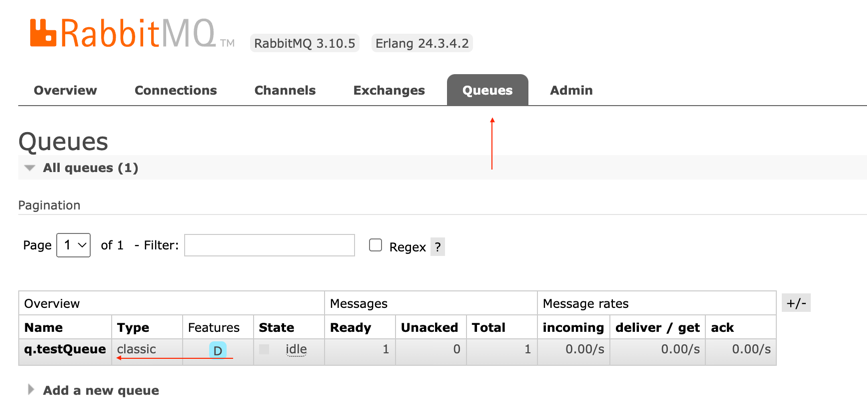 RabbitMQ TM RabbitMQ 3.10.5 Erlang 24.3.4.2
Overview Connections Channels Exchanges Queues Admin
Queues
All queues (1)
Pagination
Page 1 of 1 - Filter: Regex ?
Overview Messages Message rates +/-
Name Type Features State Ready Unacked Total incoming deliver / get ack
q.testQueue classic D idle 1 0 1 0.00/s 0.00/s 0.00/s
Add a new queue